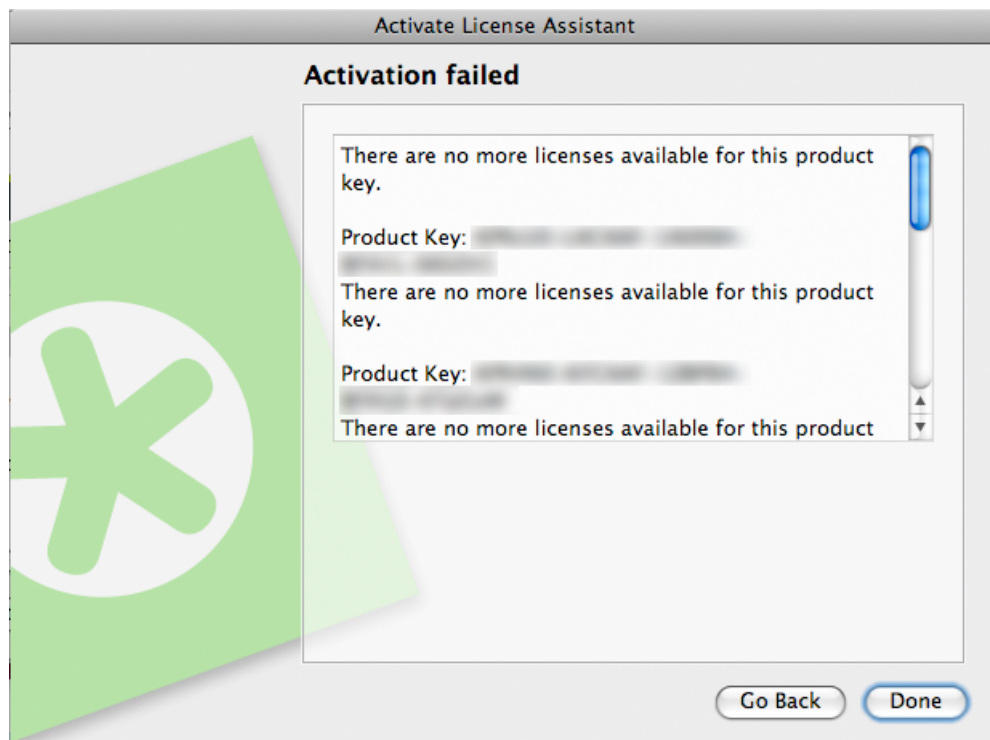 Activate License Assistant
Activation failed
There are no more licenses available for this product
key.
Product Key:
There are no more licenses available for this product
key.
Product Key:
There are no more licenses available for this product
Go Back
Done